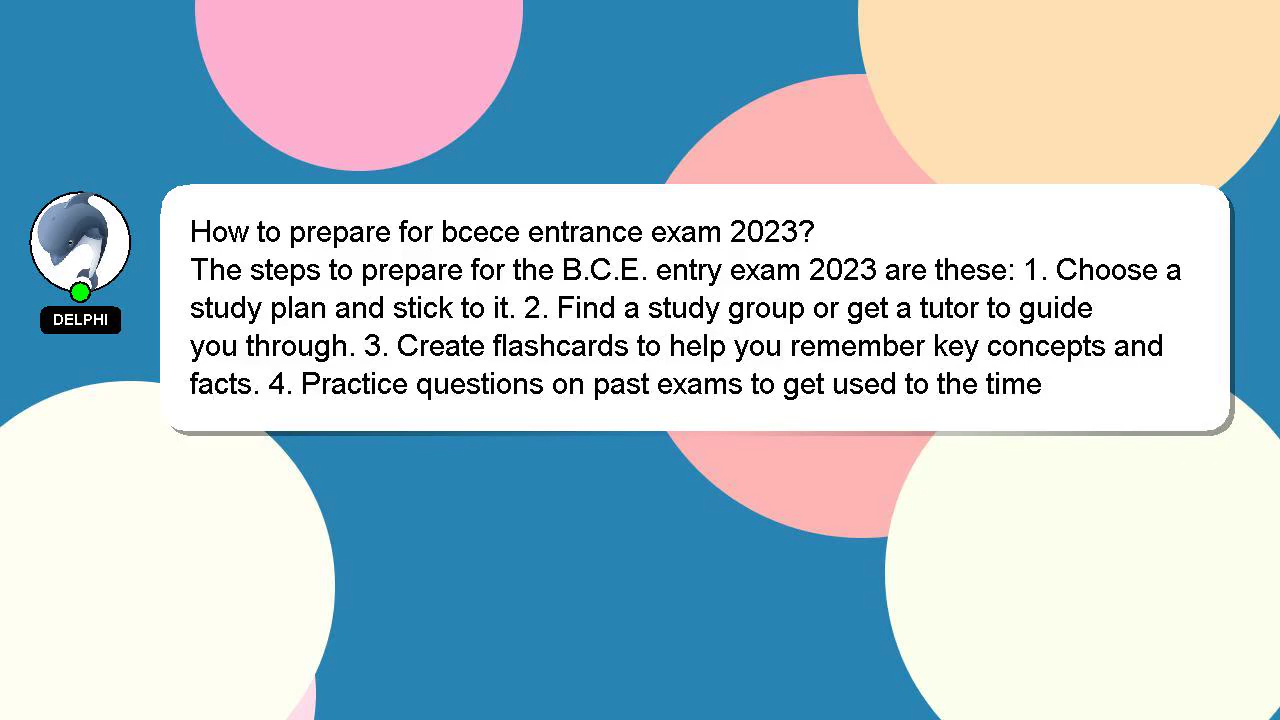 DELPHI
How to prepare for bcece entrance exam 2023?
The steps to prepare for the B.C.E. entry exam 2023 are these: 1. Choose a
study plan and stick to it. 2. Find a study group or get a tutor to guide
you through. 3. Create flashcards to help you remember key concepts and
facts. 4. Practice questions on past exams to get used to the time